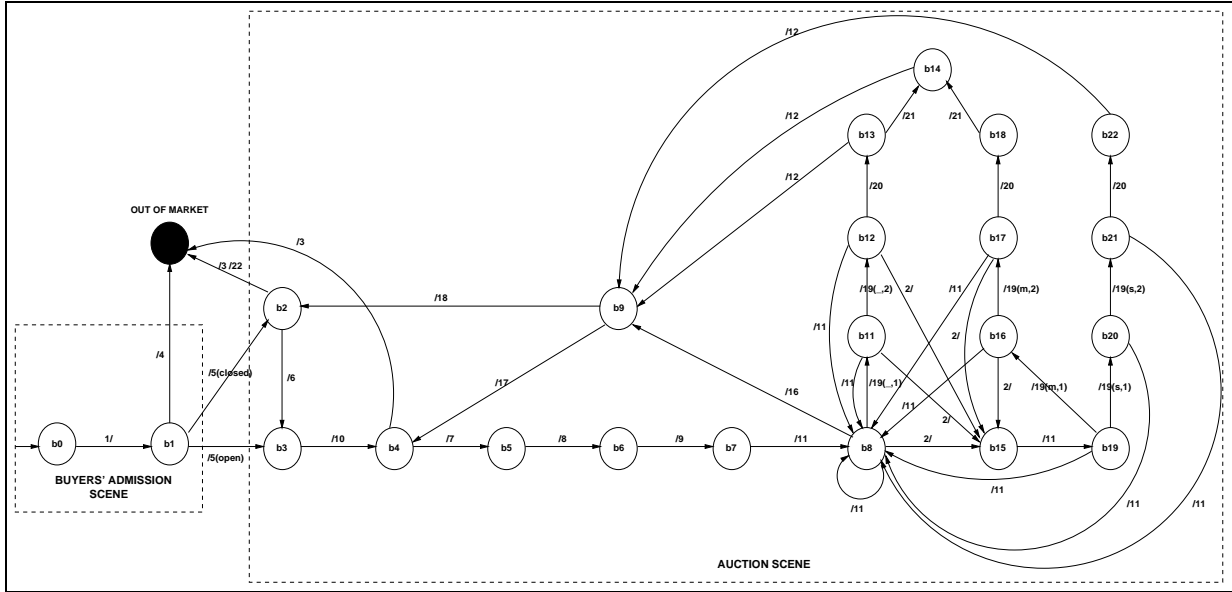 /12
b14
/12
/21
/21
b13
b18
b22
/12
/20
/20
/20
OUT OF MARKET
/3
b12
b17
b21
/3 /22
/19(_,2)
2/
/11
/19(m,2)
/19(s,2)
b2
/18
b9
/11
b11
2/
b16
b20
/4
/5(closed)
/6
/17
/16
/11
/19(_,1)
2/
/11
2/
/19(m,1)
/19(s,1)
b0
1/
b1
/5(open)
b3
/10
b4
/7
b5
/8
b6
/9
b7
/11
b8
2/
b15
/11
b19
BUYERS' ADMISSION
SCENE
/11
/11
/11
/11
AUCTION SCENE